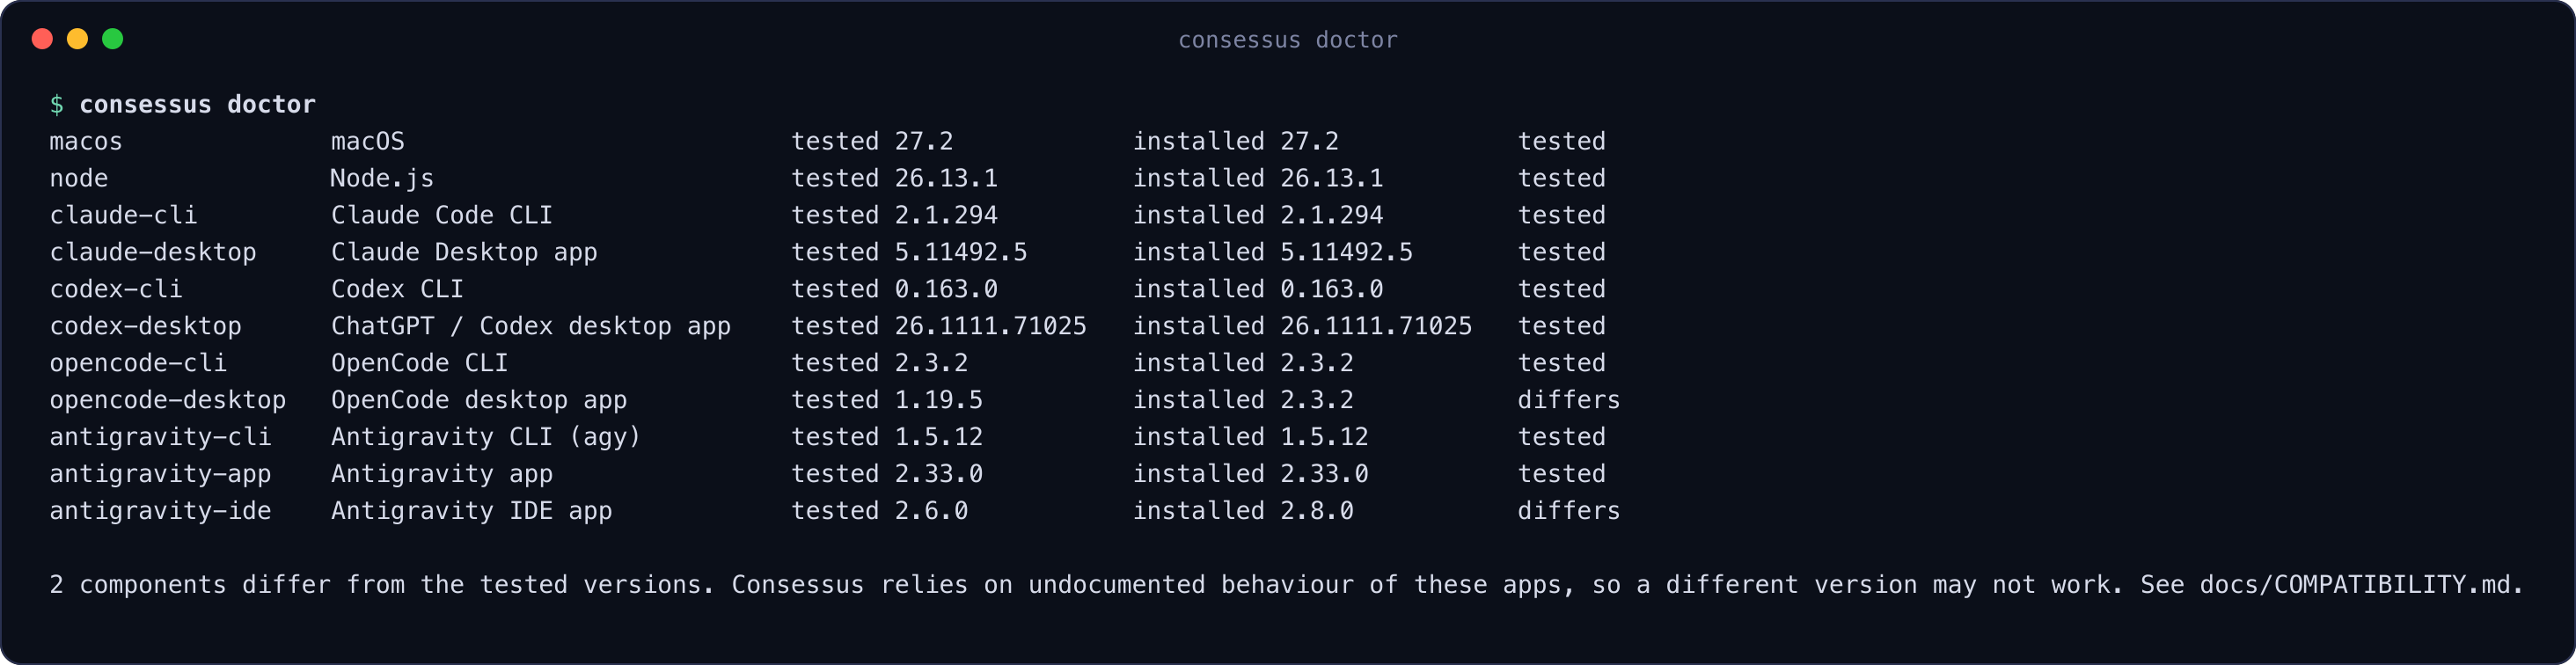 consessus doctor
$ consessus doctor
macos macOS tested 27.2 installed 27.2 tested
node Node.js tested 26.13.1 installed 26.13.1 tested
claude-cli Claude Code CLI tested 2.1.294 installed 2.1.294 tested
claude-desktop Claude Desktop app tested 5.11492.5 installed 5.11492.5 tested
codex-cli Codex CLI tested 0.163.0 installed 0.163.0 tested
codex-desktop ChatGPT / Codex desktop app tested 26.1111.71025 installed 26.1111.71025 tested
opencode-cli OpenCode CLI tested 2.3.2 installed 2.3.2 tested
opencode-desktop OpenCode desktop app tested 1.19.5 installed 2.3.2 differs
antigravity-cli Antigravity CLI (agy) tested 1.5.12 installed 1.5.12 tested
antigravity-app Antigravity app tested 2.33.0 installed 2.33.0 tested
antigravity-ide Antigravity IDE app tested 2.6.0 installed 2.8.0 differs
2 components differ from the tested versions. Consessus relies on undocumented behaviour of these apps, so a different version may not work. See docs/COMPATIBILITY.md.